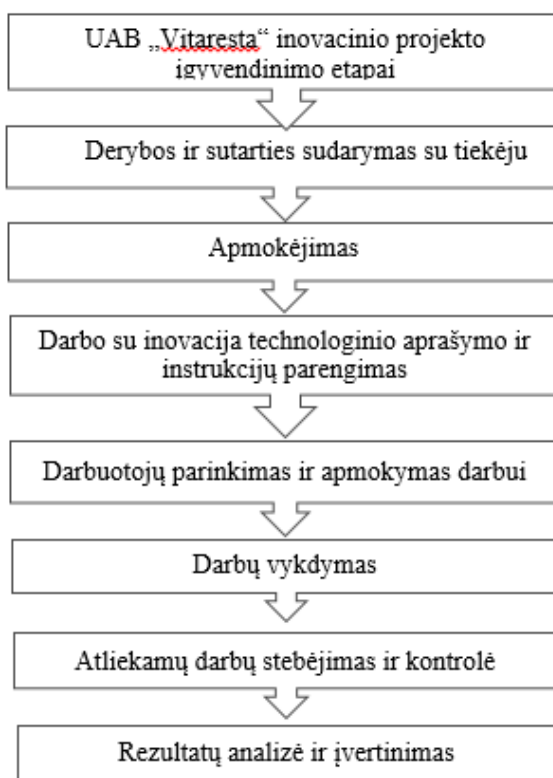 UAB „Vitaresta“ inovacinio projekto
įgyvendinimo etapai
Derybos ir sutarties sudarymas su tiekėju
Apmokėjimas
Darbo su inovacija technologinio aprašymo ir
instrukcijų parengimas
Darbuotojų parinkimas ir apmokymas darbui
Darbų vykdymas
Atliekamų darbų stebėjimas ir kontrolė
Rezultatų analizė ir įvertinimas